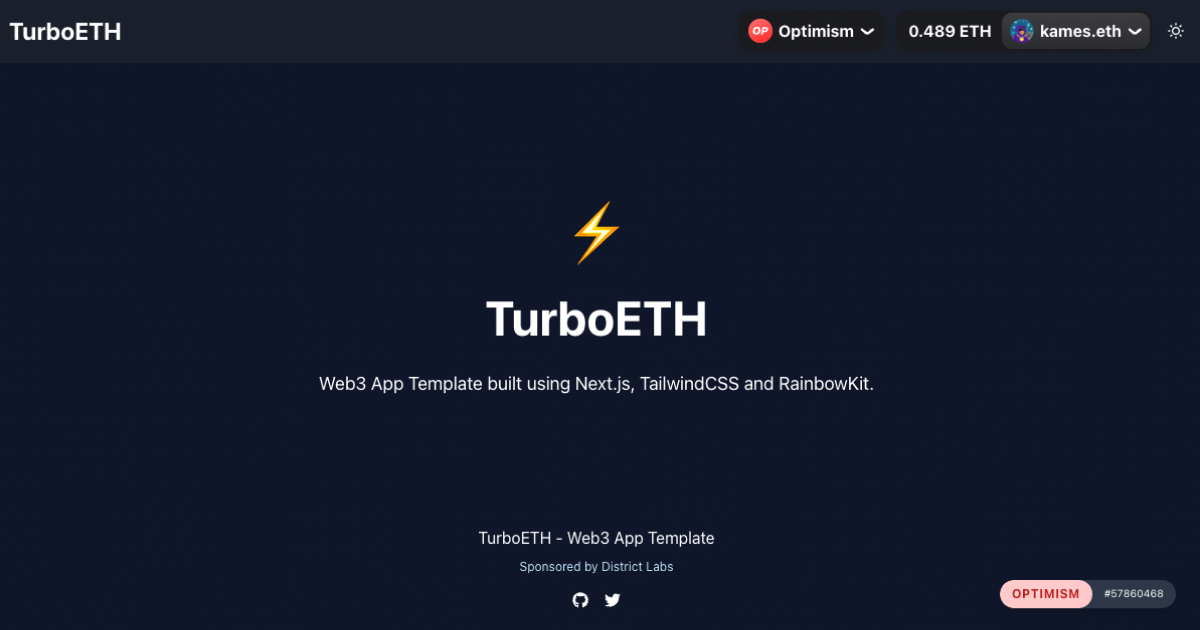 TurboETH
OP Optimism
0.489 ETH kames.eth
TurboETH
Web3 App Template built using Next.js, TailwindCSS and RainbowKit.
TurboETH - Web3 App Template
Sponsored by District Labs
OPTIMISM #57860468